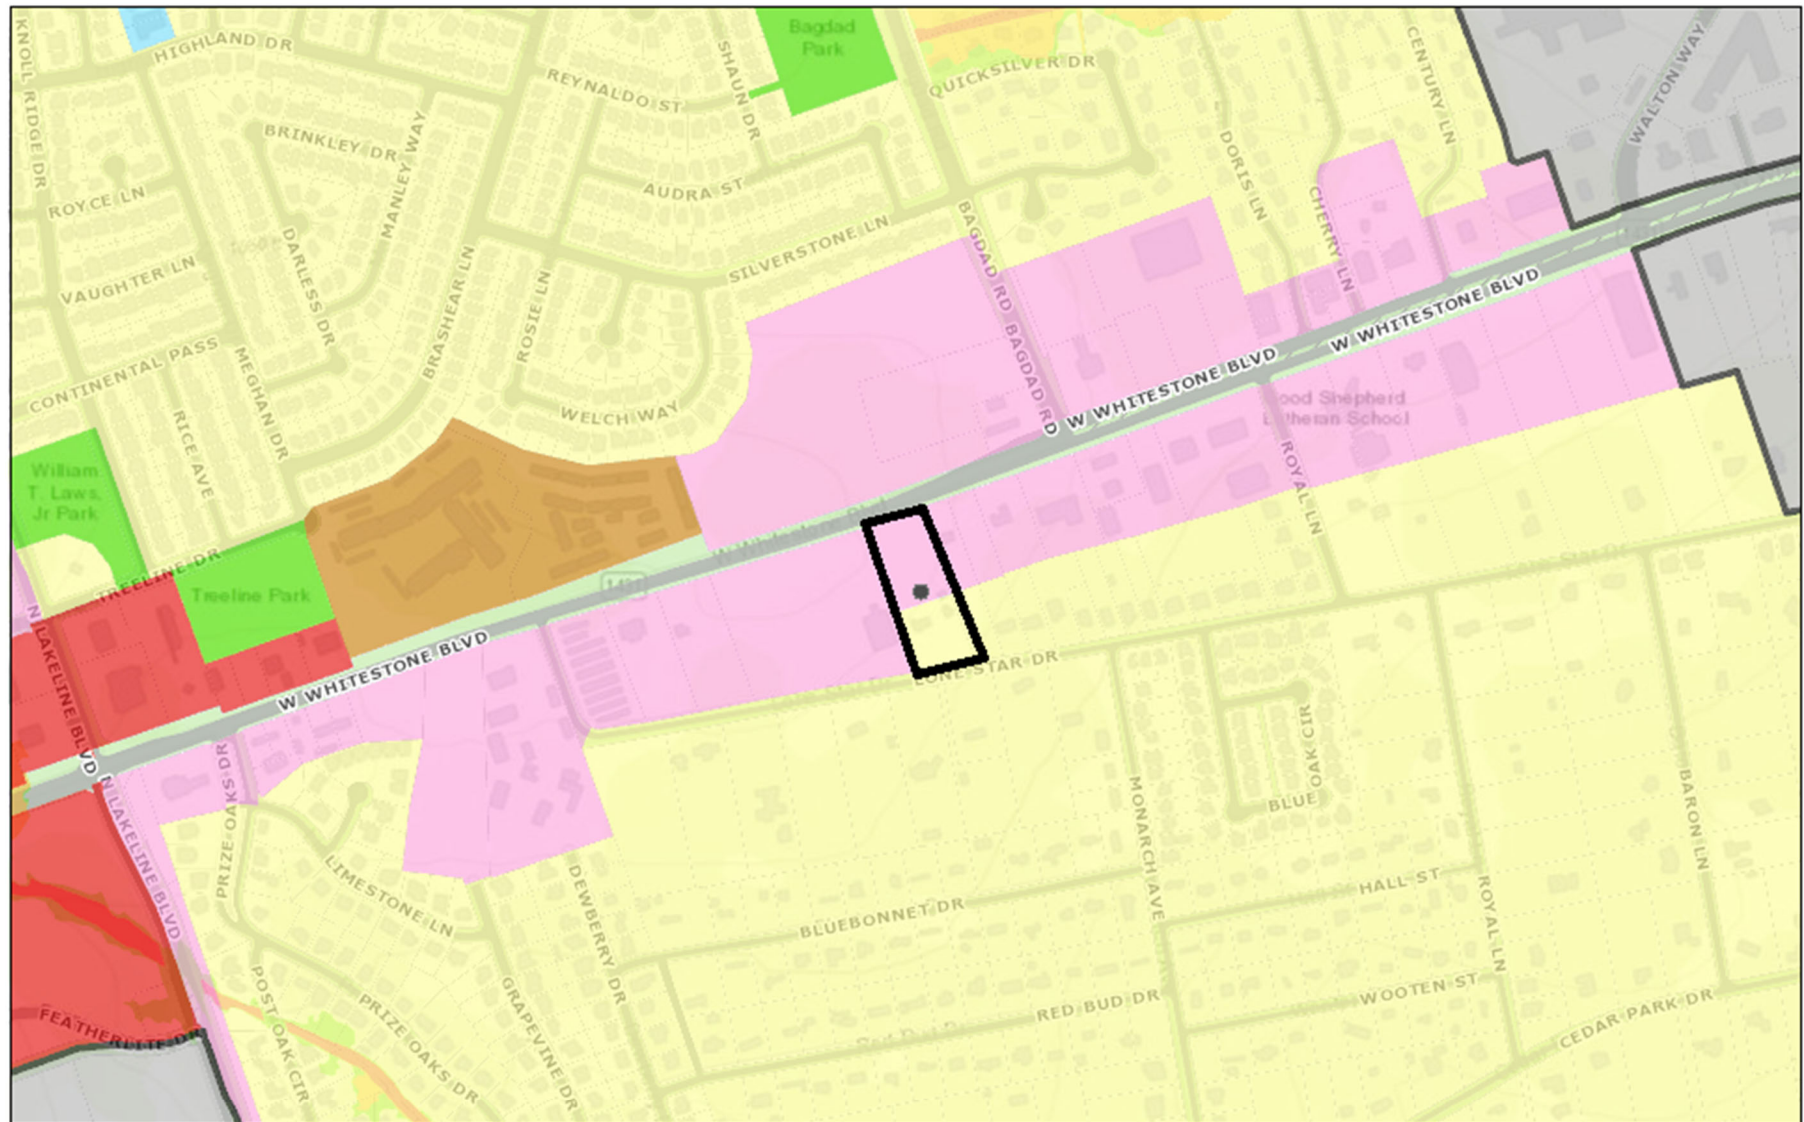 KNOLL RIDGE DR
HIGHLAND DR
REYNALDO ST
SHAUN DR
Bagdad
Park
QUICKSILVER DR
CENTURY LN
WALTON WAY
BRINKLEY DR
MANLEY WAY
ROYCE LN
AUDRA ST
DORIS LN
CHERRY LN
DARLESS DR
VAUGHTER LN
SILVERSTONE LN
BAGDAD RD
BAGDAD RD
BRASHEAR LN
ROSIE LN
CONTINENTAL PASS
MEGHAN DR
RICE AVE
WELCH WAY
W WHITESTONE BLVD
W WHITESTONE BLVD
ood Shepherd
Lutheran School
ROYAL LN
William
T. Laws,
Jr Park
TREELINE DR
Treeline Park
W WHITESTONE BLVD
N LAKELINE BLVD
N LAKELINE BLVD
LONE STAR DR
PRIZE OAKS DR
LIMESTONE LN
DEWBERRY DR
MONARCH AVE
BLUE
OAK CIR
BARON LN
BLUEBONNET DR
HALL ST
ROYAL LN
WOOTEN ST
RED BUD DR
CEDAR PARK DR
POST OAK CIR
PRIZE OAKS DR
GRAPEVINE DR
FEATHERLITE DR